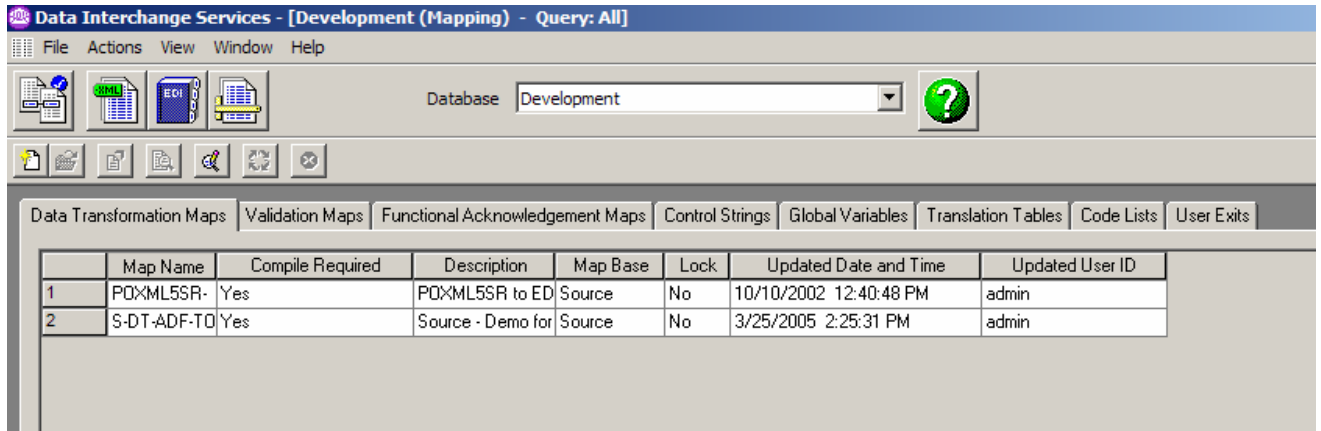 Data Interchange Services - [Development (Mapping) - Query: All]
File Actions View Window Help
XML EDI Database Development ?
Data Transformation Maps Validation Maps Functional Acknowledgement Maps Control Strings Global Variables Translation Tables Code Lists User Exits
Map Name Compile Required Description Map Base Lock Updated Date and Time Updated User ID
1 POXML5SR- Yes POXML5SR to ED Source No 10/10/2002 12:40:48 PM admin
2 S-DT-ADF-TO Yes Source - Demo for Source No 3/25/2005 2:25:31 PM admin